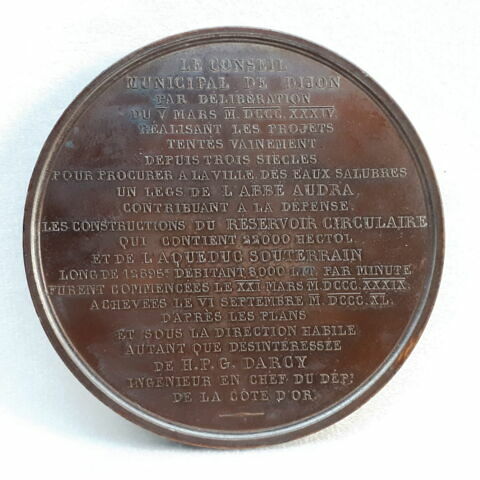 LE CONSEIL
MUNICIPAL DE DIJON
PAR DÉLIBÉRATION
DU V MARS M.DCCC.XXXIV.
RÉALISANT LES PROJETS
TENTÉS VAINEMENT
DEPUIS TROIS SIECLES
POUR PROCURER A LA VILLE DES EAUX SALUBRES
UN LEGS DE L'ABBÉ AUDRA,
CONTRIBUANT A LA DÉPENSE.
LES CONSTRUCTIONS DU RÉSERVOIR CIRCULAIRE
QUI CONTIENT 22000 HECTOL.
ET DE L'AQUEDUC SOUTERRAIN
LONG DE 12695 M. DÉBITANT 8000 LIT. PAR MINUTE
FURENT COMMENCÉES LE XXI MARS M.DCCC.XXXIX.
ACHEVÉES LE VI SEPTEMBRE M.DCCC.XL.
D'APRÈS LES PLANS
ET SOUS LA DIRECTION HABILE
AUTANT QUE DÉSINTÉRESSÉE
DE H.P.G. DARCY
INGÉNIEUR EN CHEF DU DÉPT.
DE LA CÔTE D'OR.